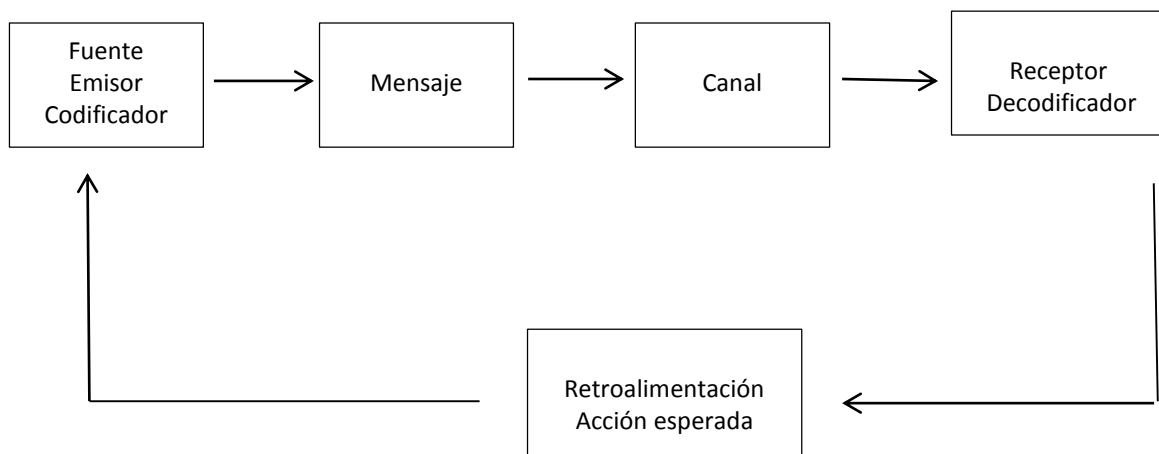 Fuente
Emisor
Codificador
Mensaje
Canal
Receptor
Decodificador
Retroalimentación
Acción esperada